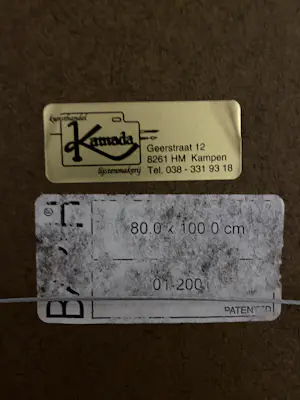 kunsthandel
Kamada
lijstenmakerij
Geerstraat 12
8261 HM Kampen
Tel. 038 - 331 93 18
80.0 x 100.0 cm
01-200
PATENTED